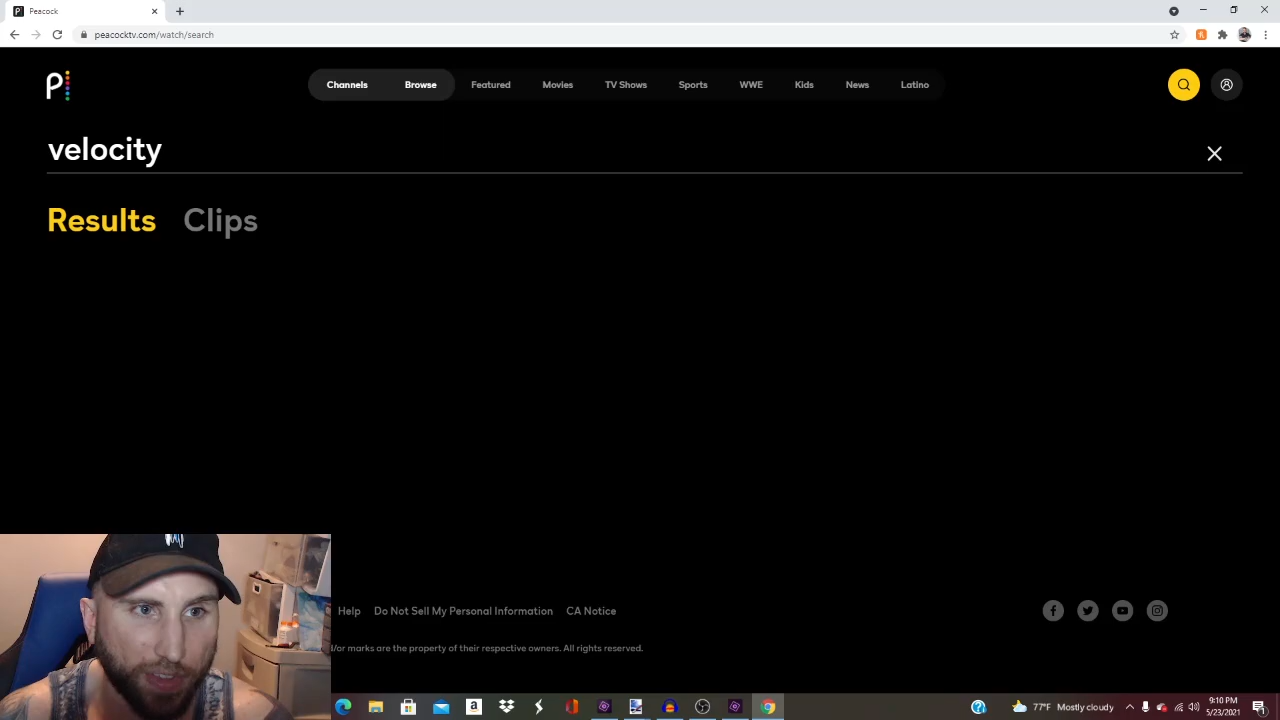 Peacock
peacocktv.com/watch/search
Channels Browse Featured Movies TV Shows Sports WWE Kids News Latino
velocity
Results Clips
Help Do Not Sell My Personal Information CA Notice
/or marks are the property of their respective owners. All rights reserved.
77°F Mostly cloudy
9:10 PM
5/23/2021